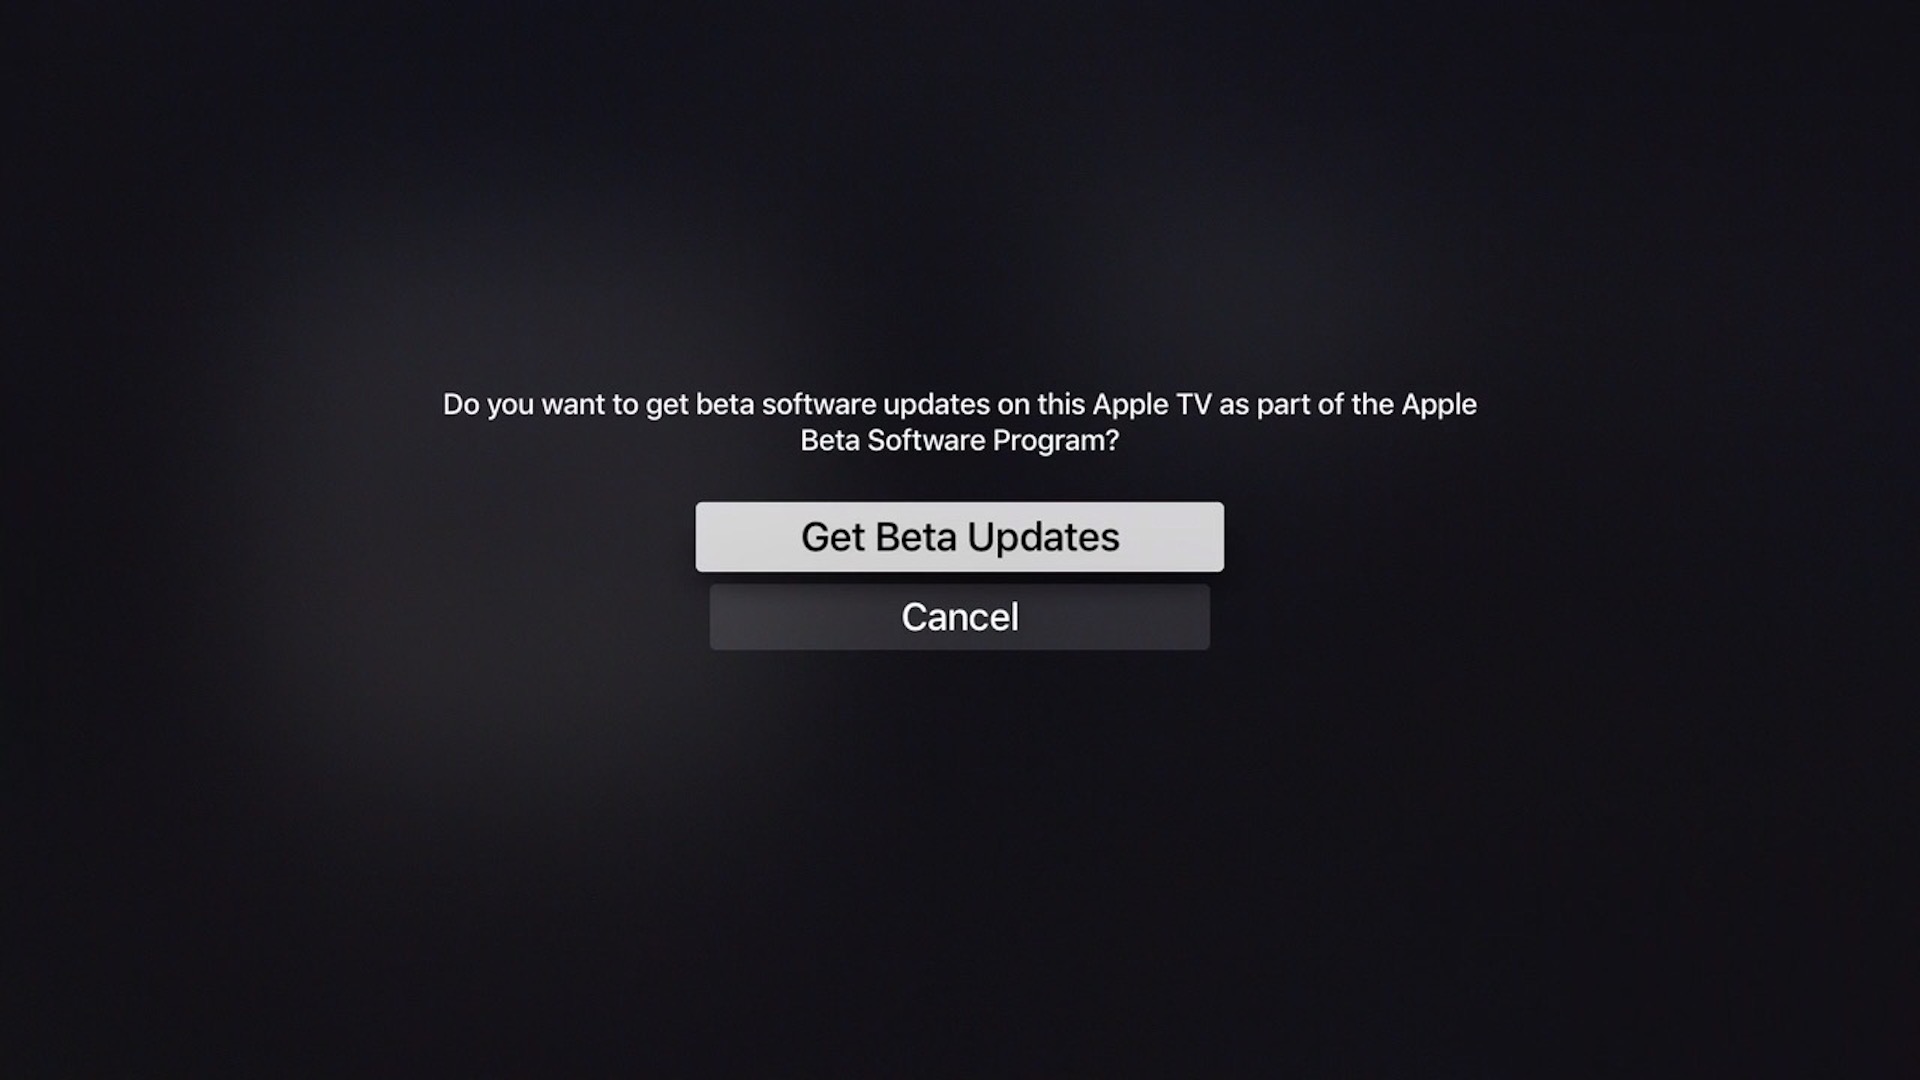 Do you want to get beta software updates on this Apple TV as part of the Apple
Beta Software Program?
Get Beta Updates
Cancel